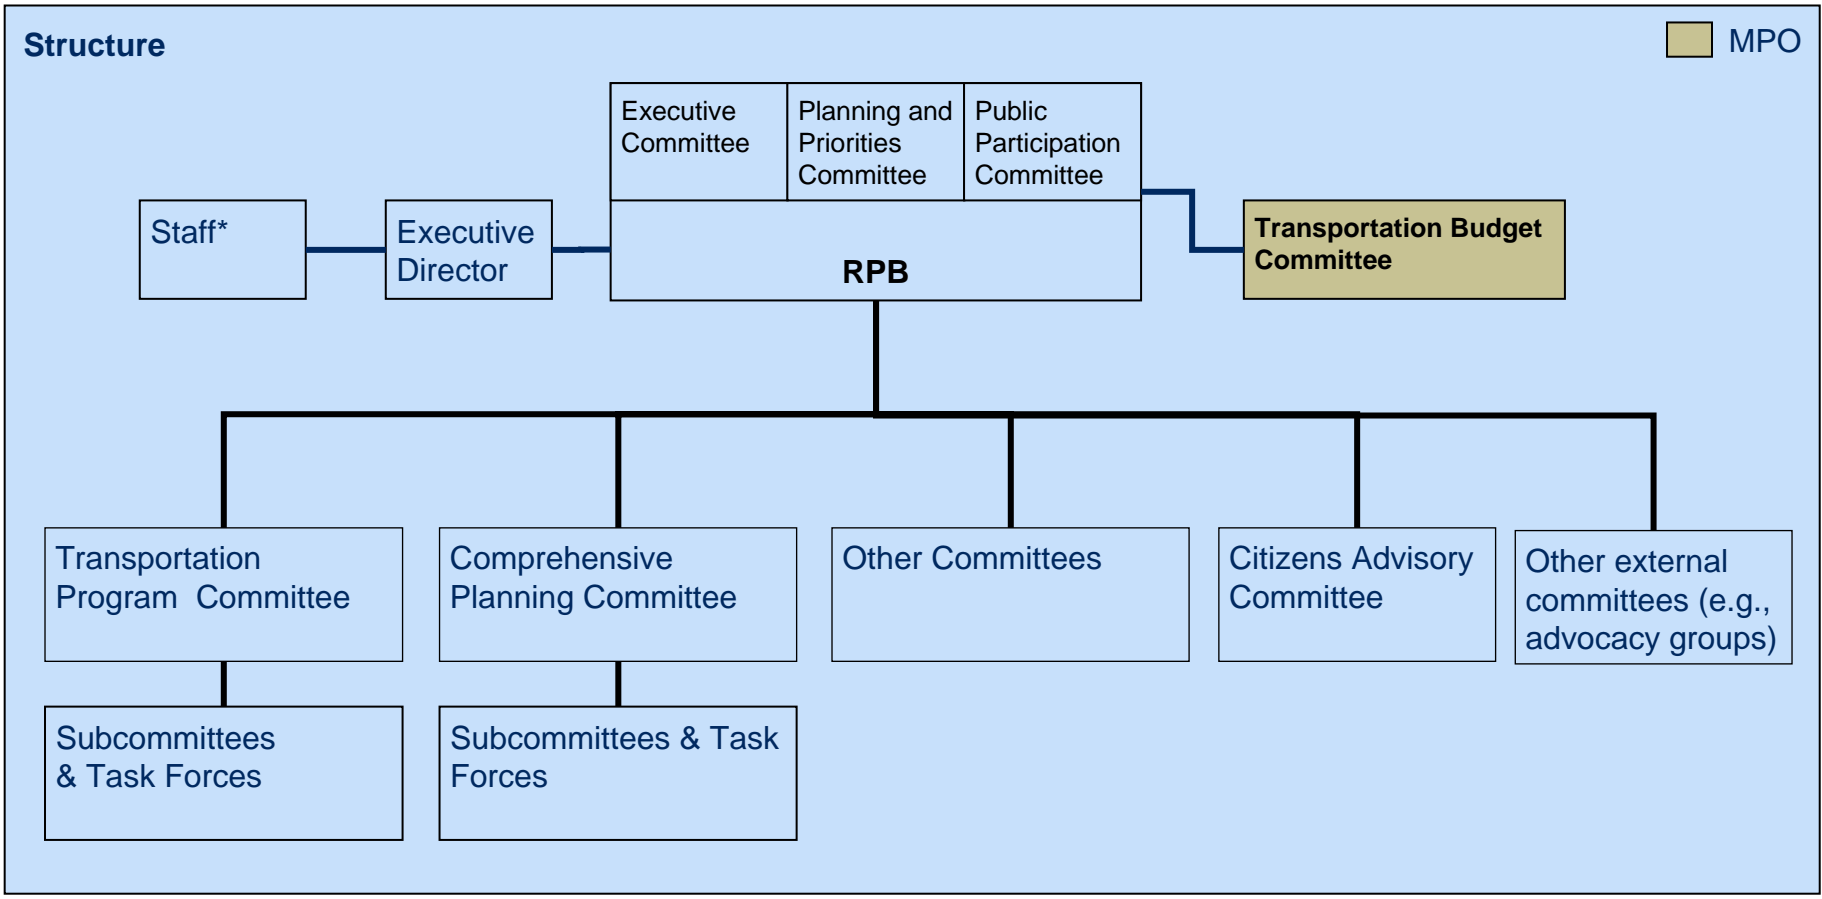 Structure
MPO
Executive
Committee
Planning and
Priorities
Committee
Public
Participation
Committee
Staff*
Executive
Director
RPB
Transportation Budget
Committee
Transportation
Program  Committee
Comprehensive
Planning Committee
Other Committees
Citizens Advisory
Committee
Other external
committees (e.g.,
advocacy groups)
Subcommittees
& Task Forces
Subcommittees & Task
Forces